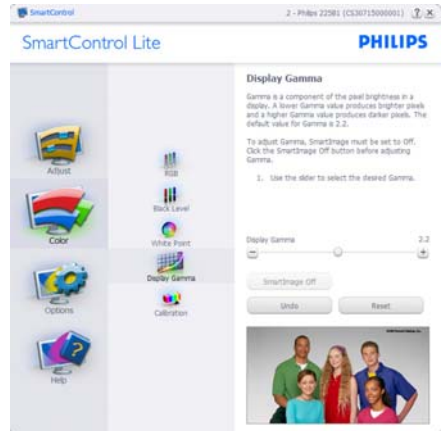 SmartControl
2 - Philips 225B1 (CS30715000001)
? X
SmartControl Lite
PHILIPS
Adjust
Color
Options
Help
RGB
Black Level
White Point
Display Gamma
Calibration
Display Gamma
Gamma is a component of the pixel brightness in a
display. A lower Gamma value produces brighter pixels
and a higher Gamma value produces darker pixels. The
default value for Gamma is 2.2.
To adjust Gamma, SmartImage must be set to Off.
Click the SmartImage Off button before adjusting
Gamma.
1. Use the slider to select the desired Gamma.
Display Gamma
2.2
SmartImage Off
Undo
Reset